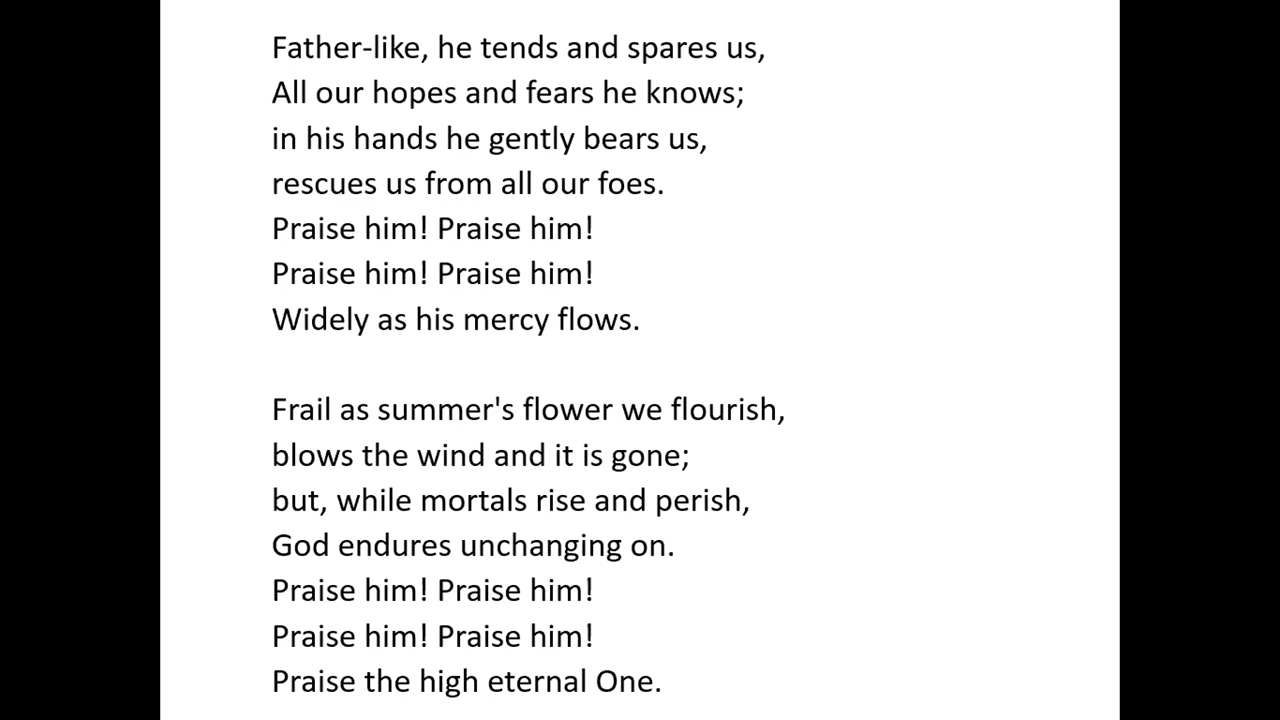 Father-like, he tends and spares us,
All our hopes and fears he knows;
in his hands he gently bears us,
rescues us from all our foes.
Praise him! Praise him!
Praise him! Praise him!
Widely as his mercy flows.
Frail as summer's flower we flourish,
blows the wind and it is gone;
but, while mortals rise and perish,
God endures unchanging on.
Praise him! Praise him!
Praise him! Praise him!
Praise the high eternal One.